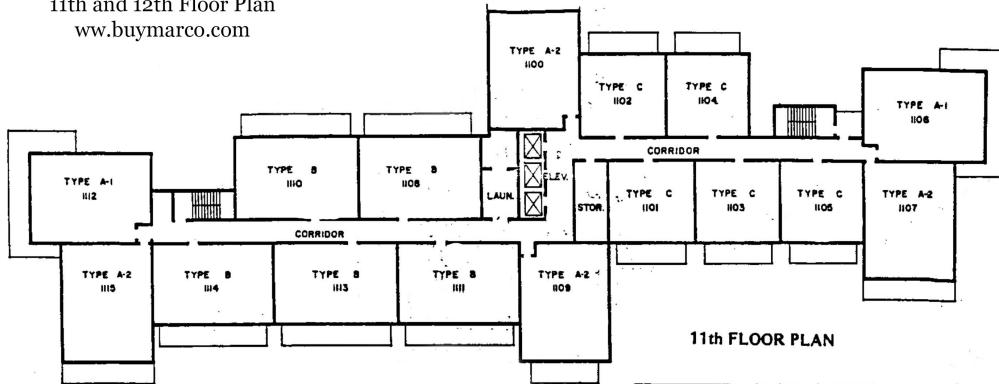 11th and 12th Floor Plan
ww.buymarco.com
TYPE A-2
1100
TYPE C
1102
TYPE C
1104
TYPE A-1
1106
CORRIDOR
TYPE A-1
1112
TYPE B
1110
TYPE B
1108
LAUN.
ELEV.
STOR.
TYPE C
1101
TYPE C
1103
TYPE C
1105
TYPE A-2
1107
CORRIDOR
TYPE A-2
1115
TYPE B
1114
TYPE B
1113
TYPE B
1111
TYPE A-2
1109
11th FLOOR PLAN